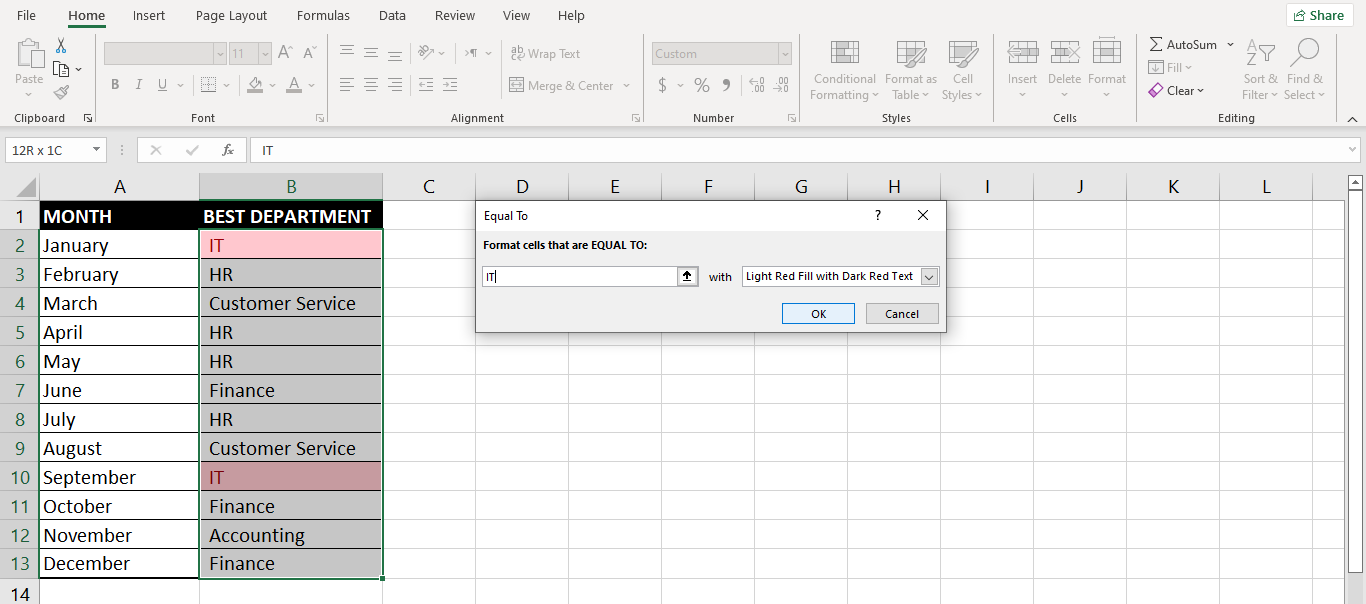 File Home Insert Page Layout Formulas Data Review View Help Share
11 A A ab Wrap Text Custom AutoSum
Paste B I U A Merge & Center $ % Conditional Formatting Format as Table Cell Styles Insert Delete Format Fill Clear Sort & Filter Find & Select
Clipboard Font Alignment Number Styles Cells Editing
12R x 1C fx IT
A B C D E F G H I J K L
1 MONTH BEST DEPARTMENT
2 January IT
3 February HR
4 March Customer Service
5 April HR
6 May HR
7 June Finance
8 July HR
9 August Customer Service
10 September IT
11 October Finance
12 November Accounting
13 December Finance
14
Equal To ?
Format cells that are EQUAL TO:
IT with Light Red Fill with Dark Red Text
OK Cancel